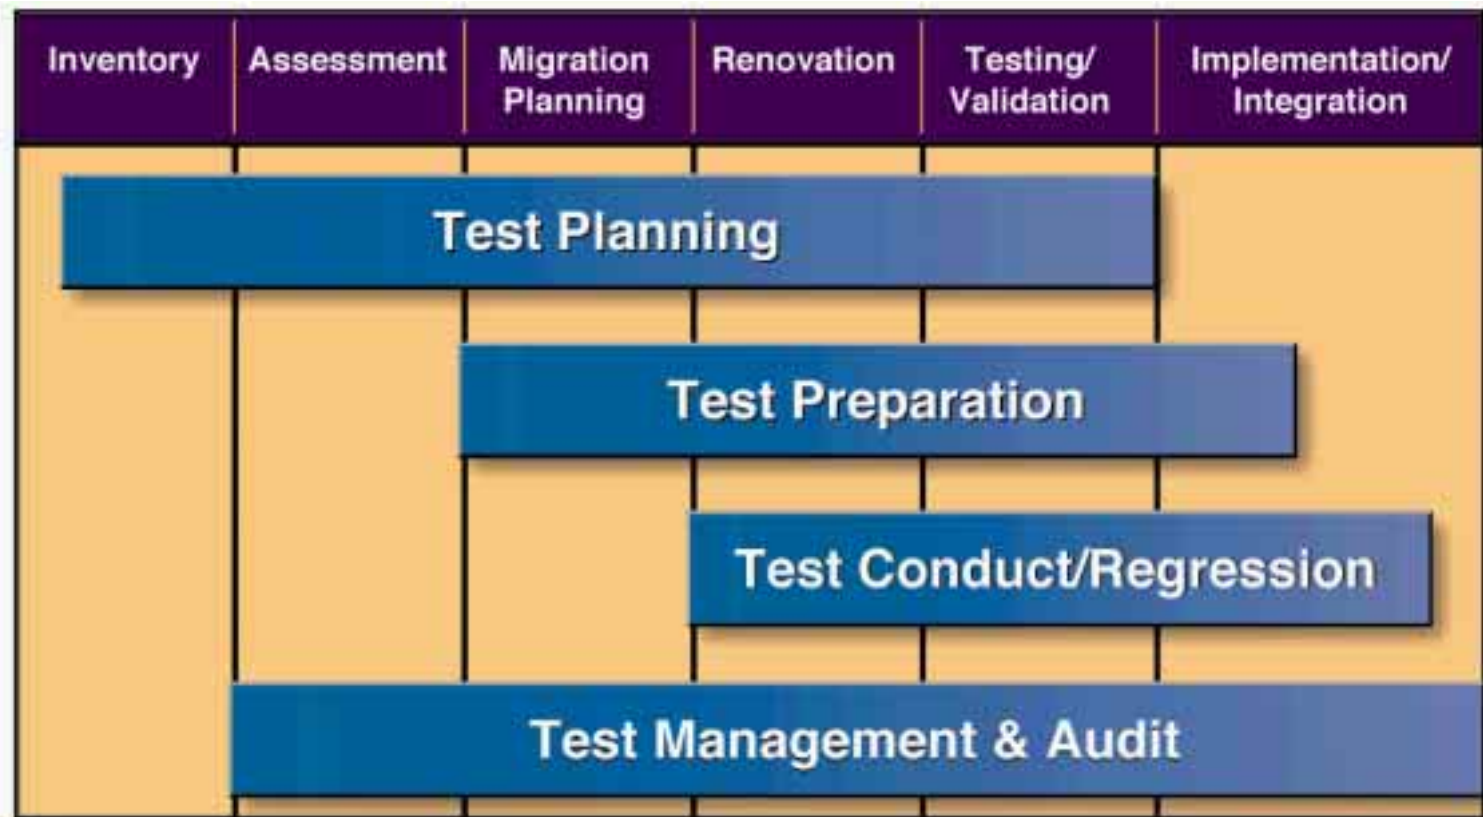 Inventory
Assessment
Migration
Planning
Renovation
Testing/
Validation
Implementation/
Integration
Test Planning
Test Preparation
Test Conduct/Regression
Test Management & Audit